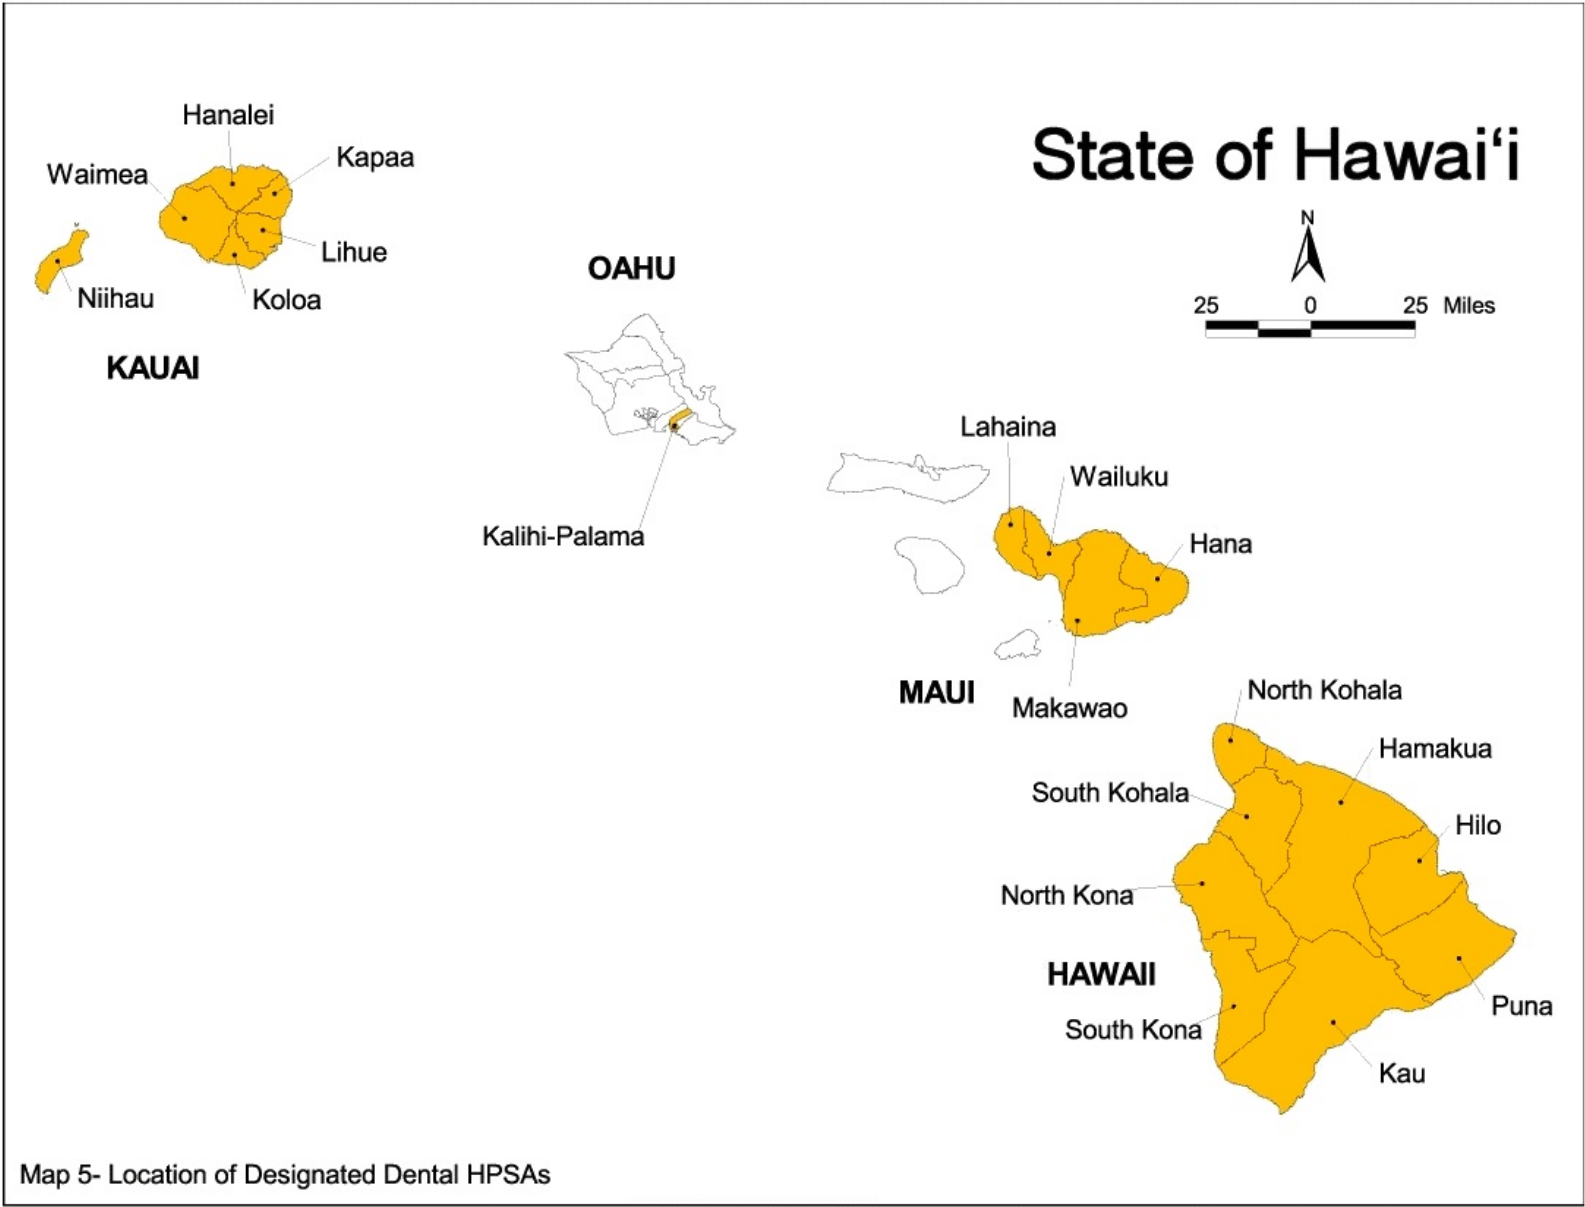 State of Hawaiʻi
N
25 0 25 Miles
Hanalei
Kapaa
Waimea
Lihue
Niihau
Koloa
KAUAI
OAHU
Kalihi-Palama
Lahaina
Wailuku
Hana
MAUI
Makawao
North Kohala
Hamakua
South Kohala
Hilo
North Kona
HAWAII
Puna
South Kona
Kau
Map 5- Location of Designated Dental HPSAs